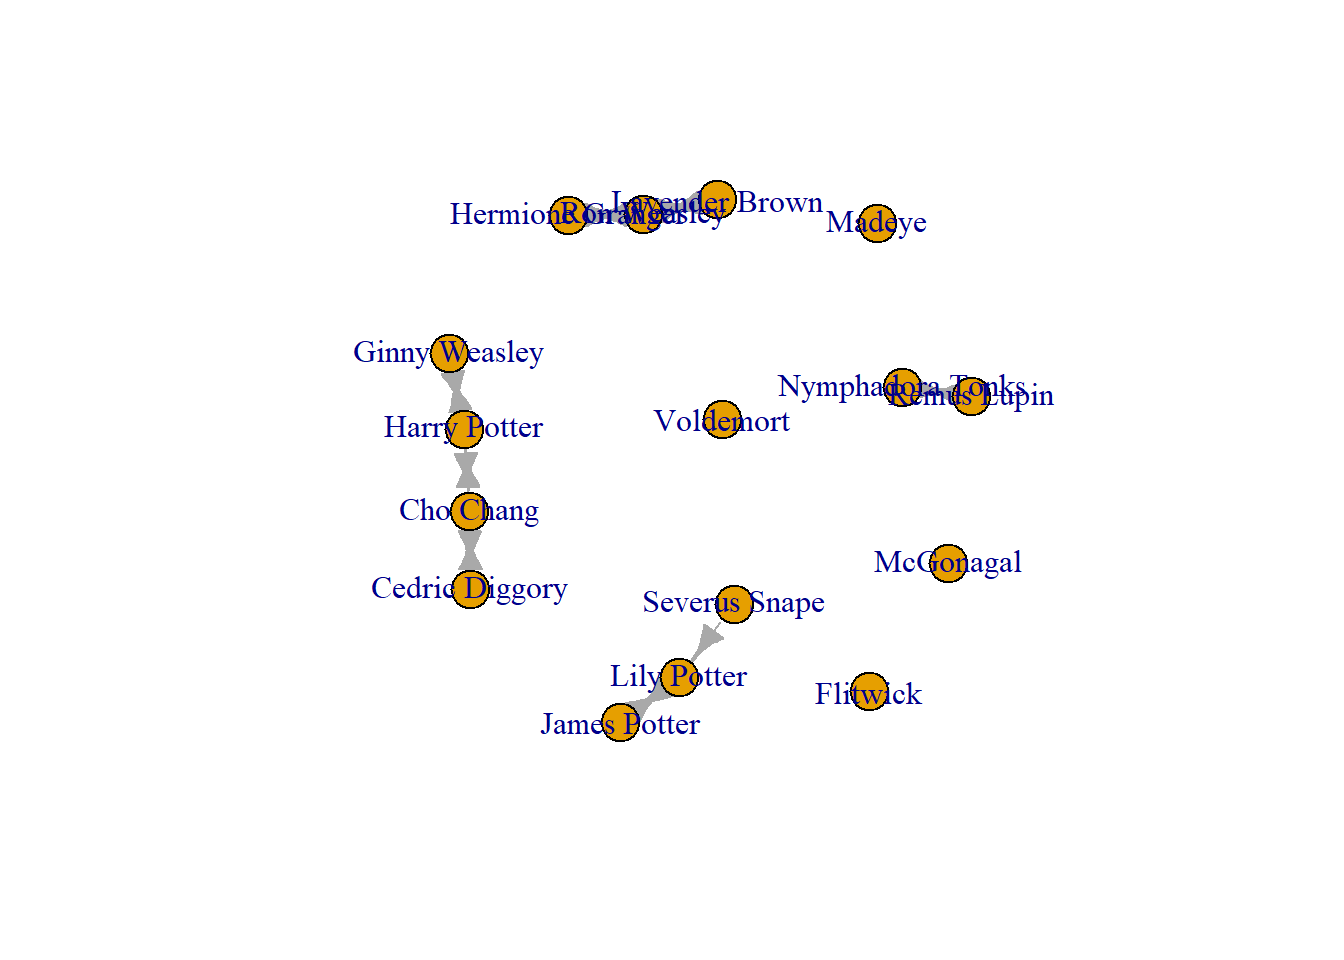 Lavender Brown
Hermione Granger
Ron Weasley
Madeye
Ginny Weasley
Nymphadora Tonks
Remus Lupin
Voldemort
Harry Potter
Cho Chang
McGonagal
Cedric Diggory
Severus Snape
Lily Potter
Flitwick
James Potter